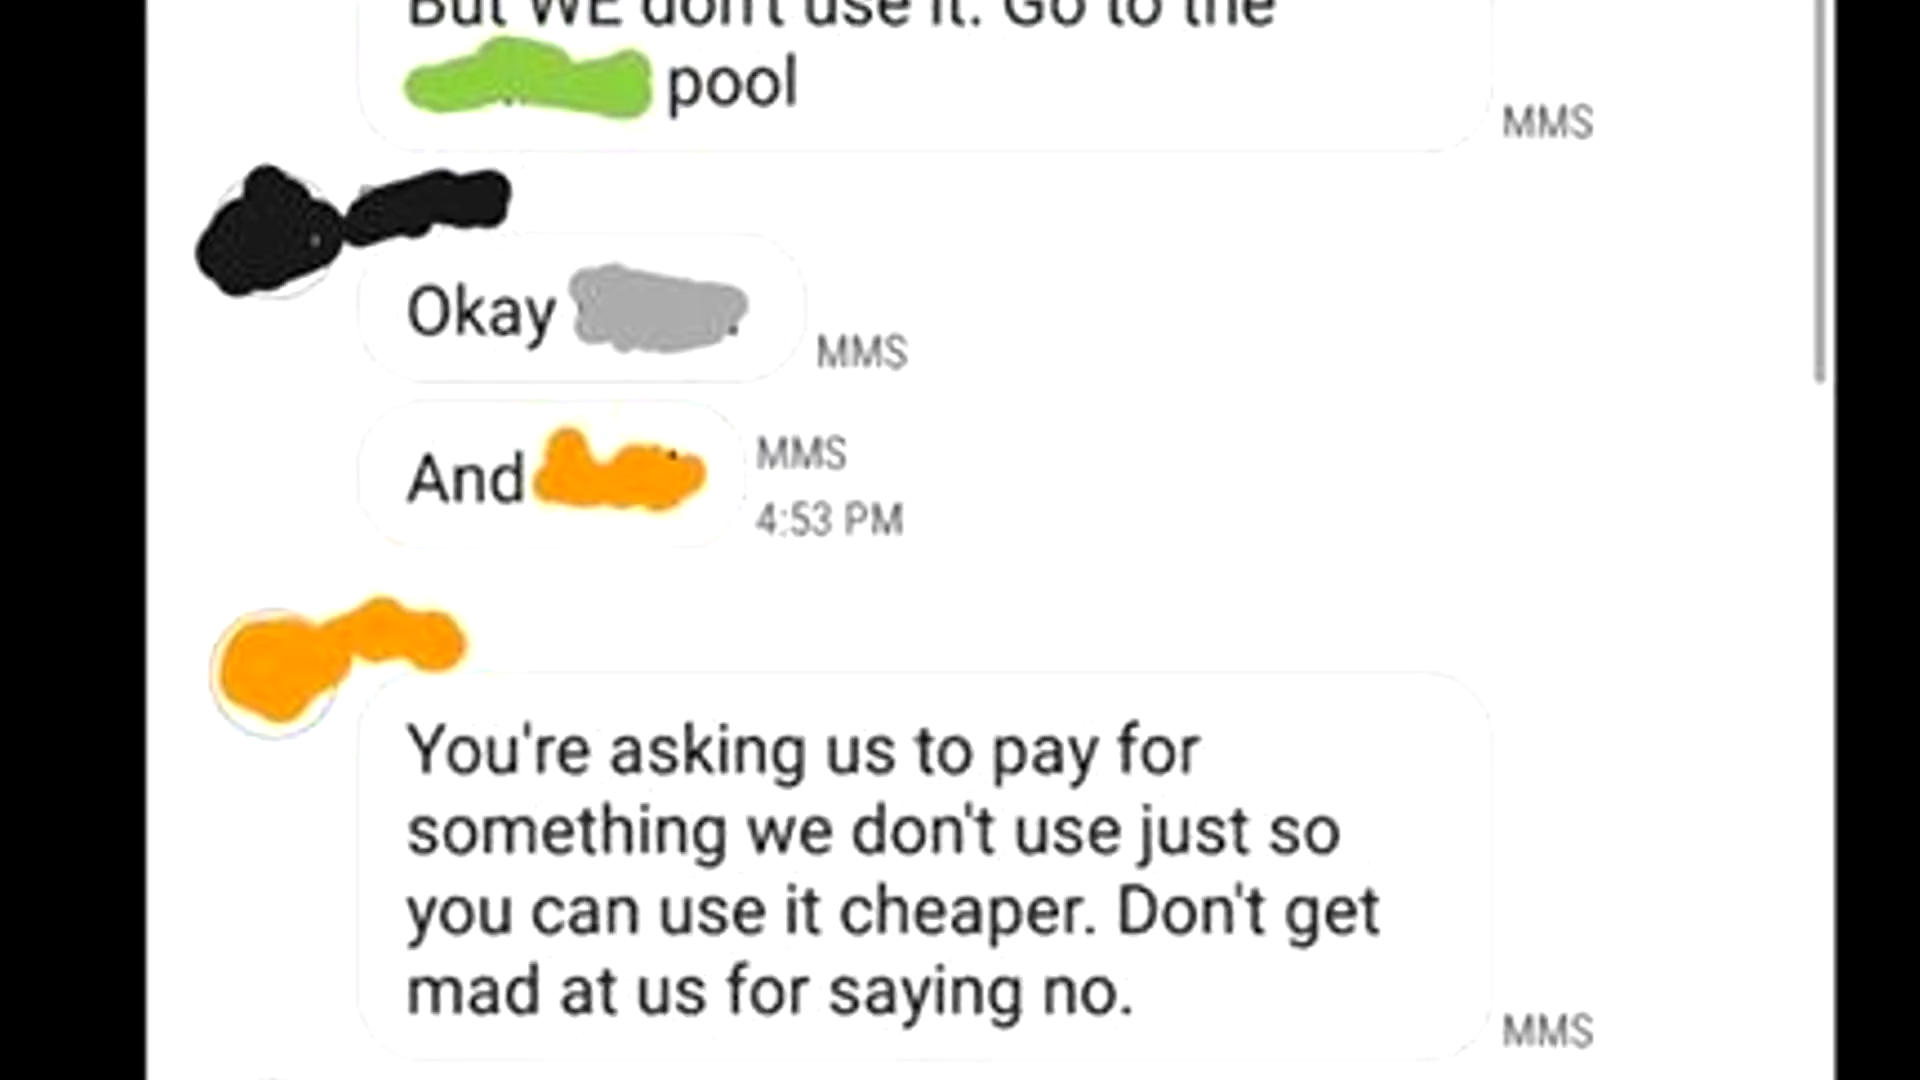 But WE don't use it. Go to the
pool
MMS
Okay
MMS
And
MMS
4:53 PM
You're asking us to pay for
something we don't use just so
you can use it cheaper. Don't get
mad at us for saying no.
MMS